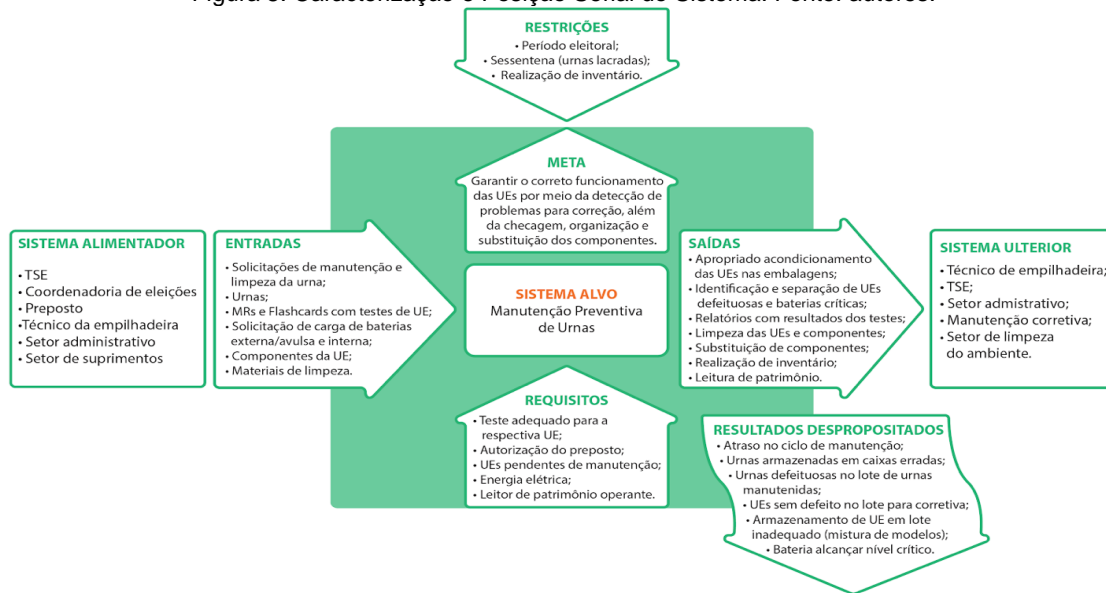 Figura 3. Caracterização e Posição Serial do Sistema. Fonte: autores.
RESTRIÇÕES
• Período eleitoral;
• Sessentena (urnas lacradas);
• Realização de inventário.
META
Garantir o correto funcionamento
das UEs por meio da detecção de
problemas para correção, além
da checagem, organização e
substituição dos componentes.
SISTEMA ALIMENTADOR
• TSE
• Coordenadoria de eleições
• Preposto
•Técnico da empilhadeira
• Setor administrativo
• Setor de suprimentos
ENTRADAS
• Solicitações de manutenção e
limpeza da urna;
• Urnas;
• MRs e Flashcards com testes de UE;
• Solicitação de carga de baterias
externa/avulsa e interna;
• Componentes da UE;
• Materiais de limpeza.
SISTEMA ALVO
Manutenção Preventiva
de Urnas
SAÍDAS
• Apropriado acondicionamento
das UEs nas embalagens;
• Identificação e separação de UEs
defeituosas e baterias críticas;
• Relatórios com resultados dos testes;
• Limpeza das UEs e componentes;
• Substituição de componentes;
• Realização de inventário;
• Leitura de patrimônio.
SISTEMA ULTERIOR
• Técnico de empilhadeira;
• TSE;
• Setor admistrativo;
• Manutenção corretiva;
• Setor de limpeza
do ambiente.
REQUISITOS
• Teste adequado para a
respectiva UE;
• Autorização do preposto;
• UEs pendentes de manutenção;
• Energia elétrica;
• Leitor de patrimônio operante.
RESULTADOS DESPROPOSITADOS
• Atraso no ciclo de manutenção;
• Urnas armazenadas em caixas erradas;
• Urnas defeituosas no lote de urnas
manutenidas;
• UEs sem defeito no lote para corretiva;
• Armazenamento de UE em lote
inadequado (mistura de modelos);
• Bateria alcançar nível crítico.